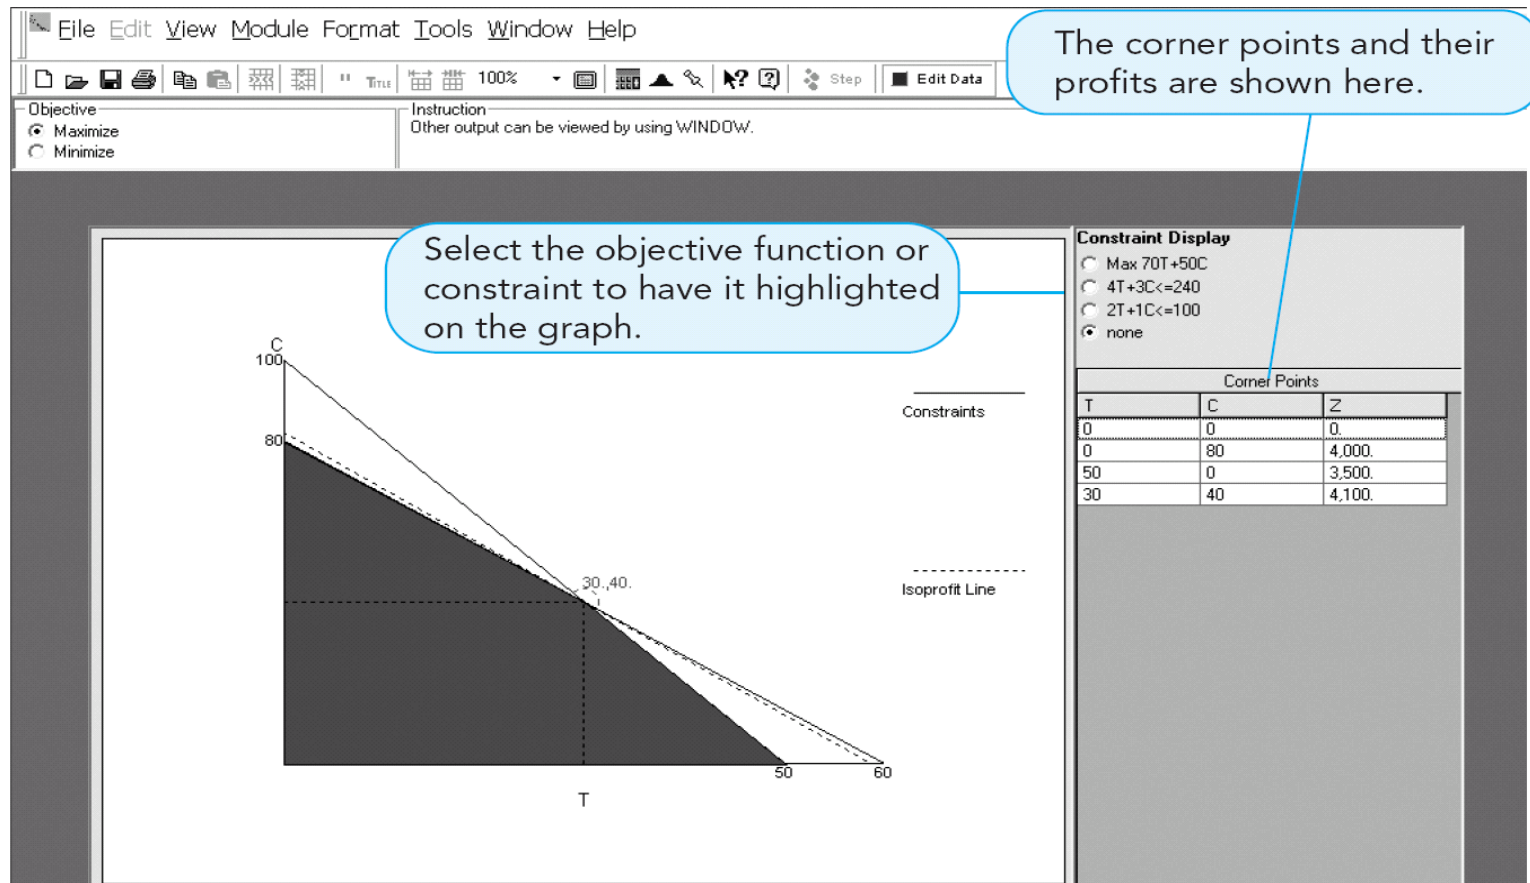 File Edit View Module Format Tools Window Help
TITLE 100% Step Edit Data
The corner points and their
profits are shown here.
Objective
Maximize
Minimize
Instruction
Other output can be viewed by using WINDOW.
Select the objective function or
constraint to have it highlighted
on the graph.
Constraint Display
Max 70T+50C
4T+3C<=240
2T+1C<=100
none
Corner Points
T C Z
0 0 0.
0 80 4,000.
50 0 3,500.
30 40 4,100.
C
100
80
30.,40.
50 60
T
Constraints
Isoprofit Line